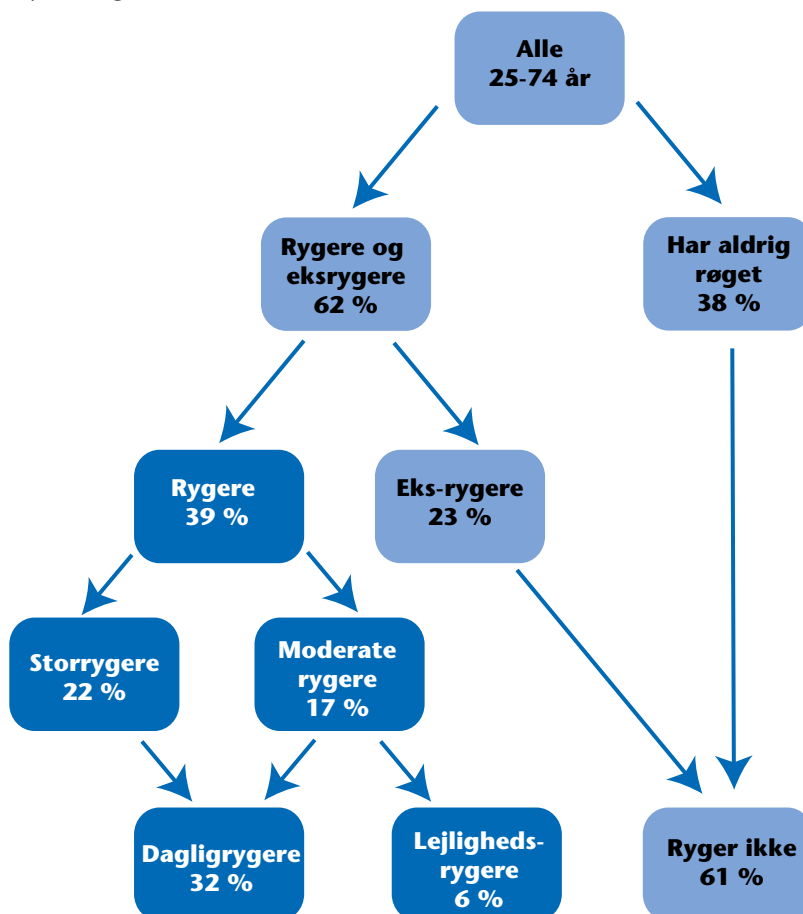 Alle
25-74 år
Rygere og
eksrygere
62 %
Har aldrig
røget
38 %
Rygere
39 %
Eks-rygere
23 %
Storrygere
22 %
Moderate
rygere
17 %
Dagligrygere
32 %
Lejligheds-
rygere
6 %
Ryger ikke
61 %